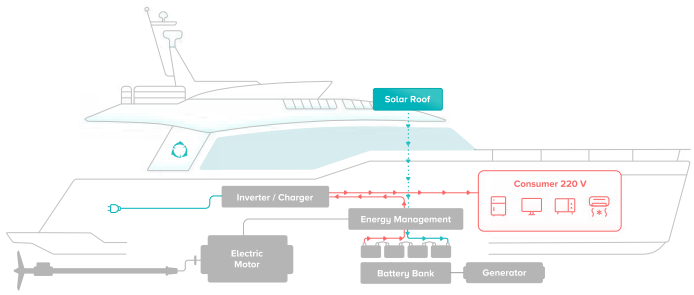 Solar Roof
Consumer 220 V
Inverter / Charger
Energy Management
Electric
Motor
Battery Bank
Generator